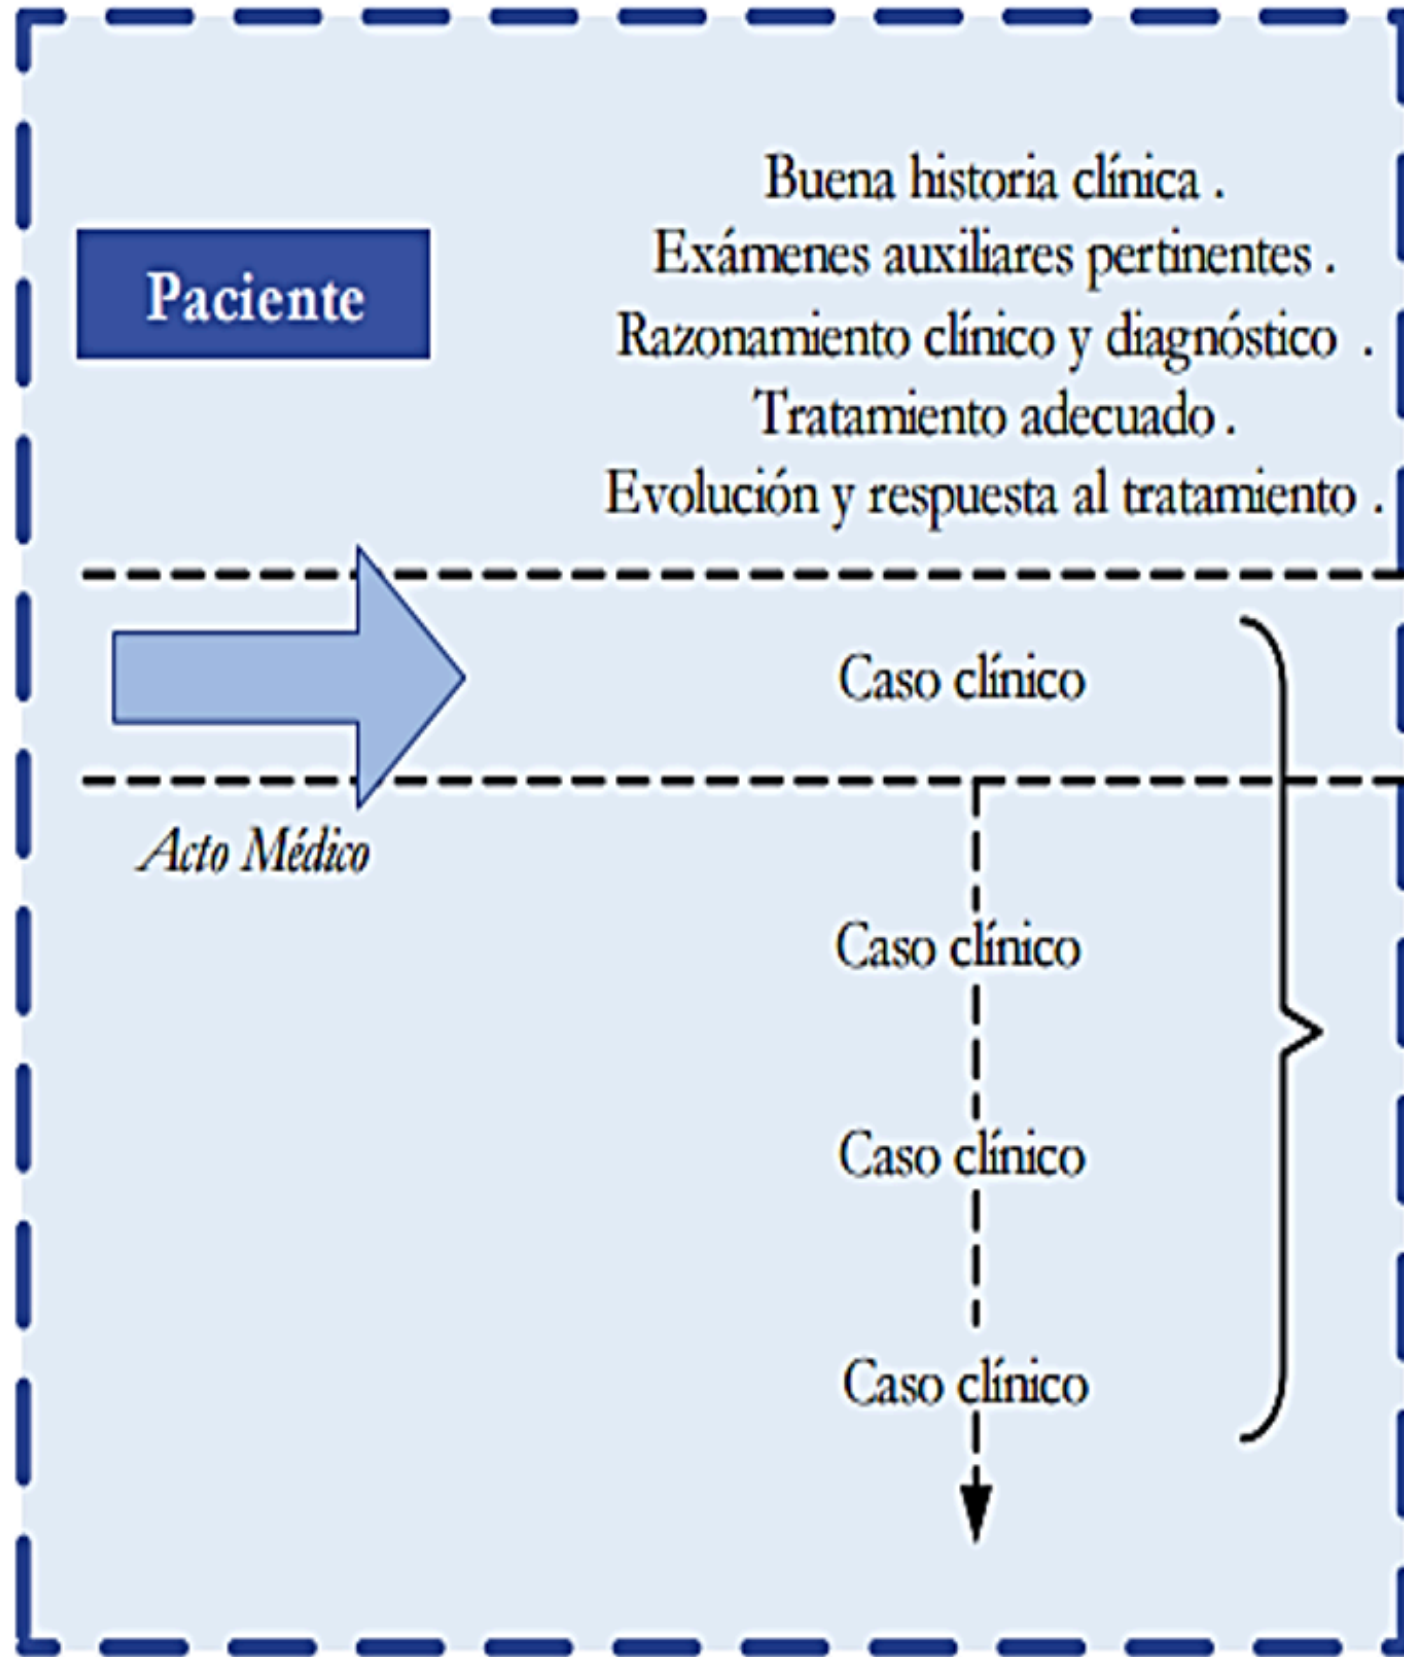 Buena historia clínica .
Exámenes auxiliares pertinentes .
Paciente
Razonamiento clínico y diagnóstico .
Tratamiento adecuado .
Evolución y respuesta al tratamiento .
Caso clínico
Acto Médico
Caso clínico
Caso clínico
Caso clínico